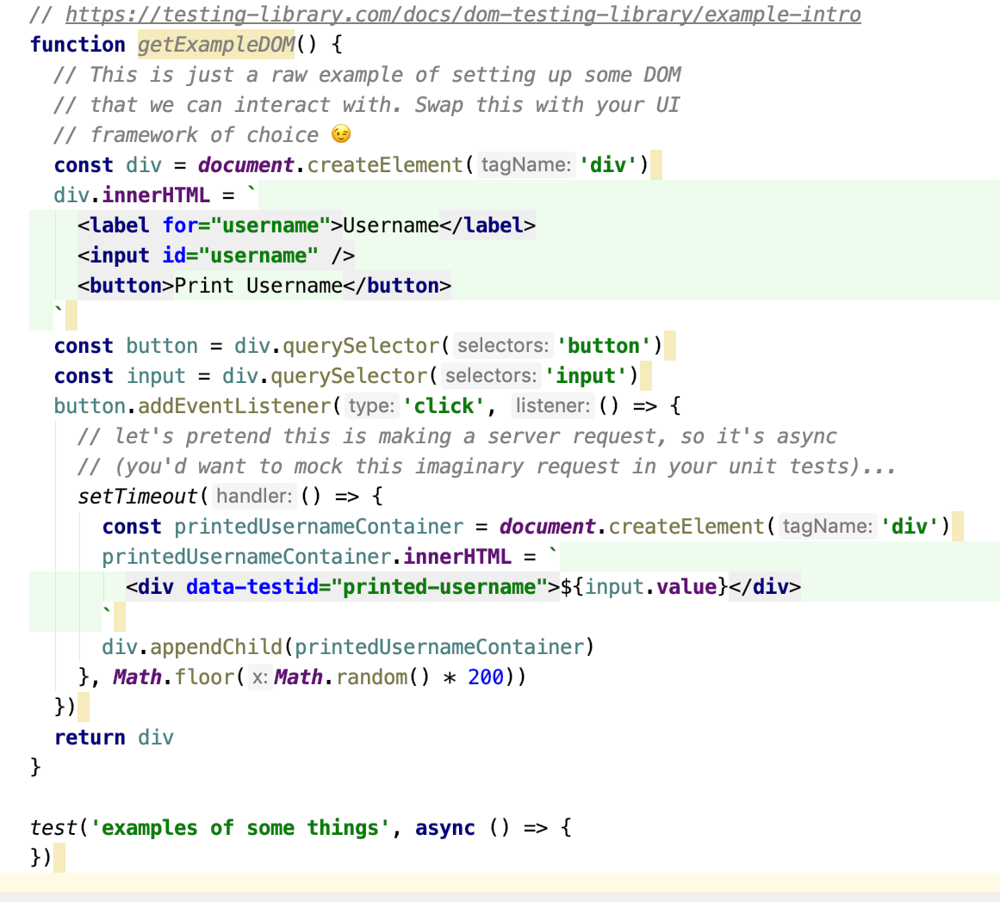 // https://testing-library.com/docs/dom-testing-library/example-intro
function getExampleDOM() {
  // This is just a raw example of setting up some DOM
  // that we can interact with. Swap this with your UI
  // framework of choice 😉
  const div = document.createElement( tagName: 'div')
  div.innerHTML = `
    <label for="username">Username</label>
    <input id="username" />
    <button>Print Username</button>
  `
  const button = div.querySelector( selectors: 'button')
  const input = div.querySelector( selectors: 'input')
  button.addEventListener( type: 'click', listener: () => {
    // let's pretend this is making a server request, so it's async
    // (you'd want to mock this imaginary request in your unit tests)...
    setTimeout( handler: () => {
      const printedUsernameContainer = document.createElement( tagName: 'div')
      printedUsernameContainer.innerHTML = `
        <div data-testid="printed-username">${input.value}</div>
      `
      div.appendChild(printedUsernameContainer)
    }, Math.floor( x: Math.random() * 200))
  })
  return div
}

test('examples of some things', async () => {
})